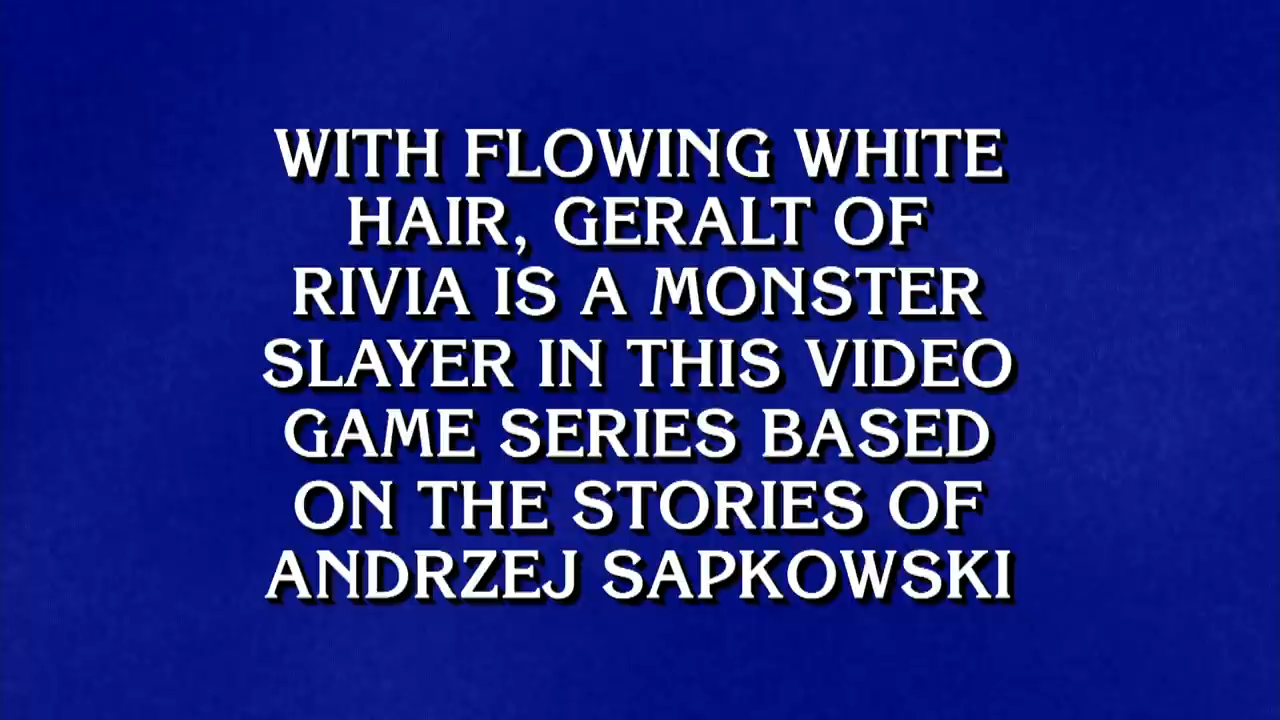 WITH FLOWING WHITE
HAIR, GERALT OF
RIVIA IS A MONSTER
SLAYER IN THIS VIDEO
GAME SERIES BASED
ON THE STORIES OF
ANDRZEJ SAPKOWSKI